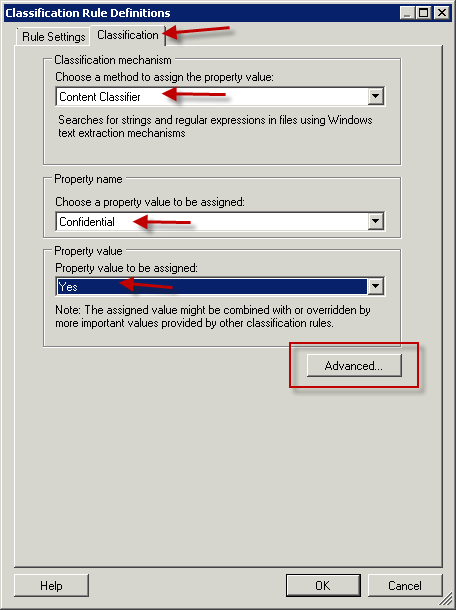 Classification Rule Definitions
Rule Settings
Classification
Classification mechanism
Choose a method to assign the property value:
Content Classifier
Searches for strings and regular expressions in files using Windows
text extraction mechanisms
Property name
Choose a property value to be assigned:
Confidential
Property value
Property value to be assigned:
Yes
Note: The assigned value might be combined with or overridden by
more important values provided by other classification rules.
Advanced...
Help
OK
Cancel